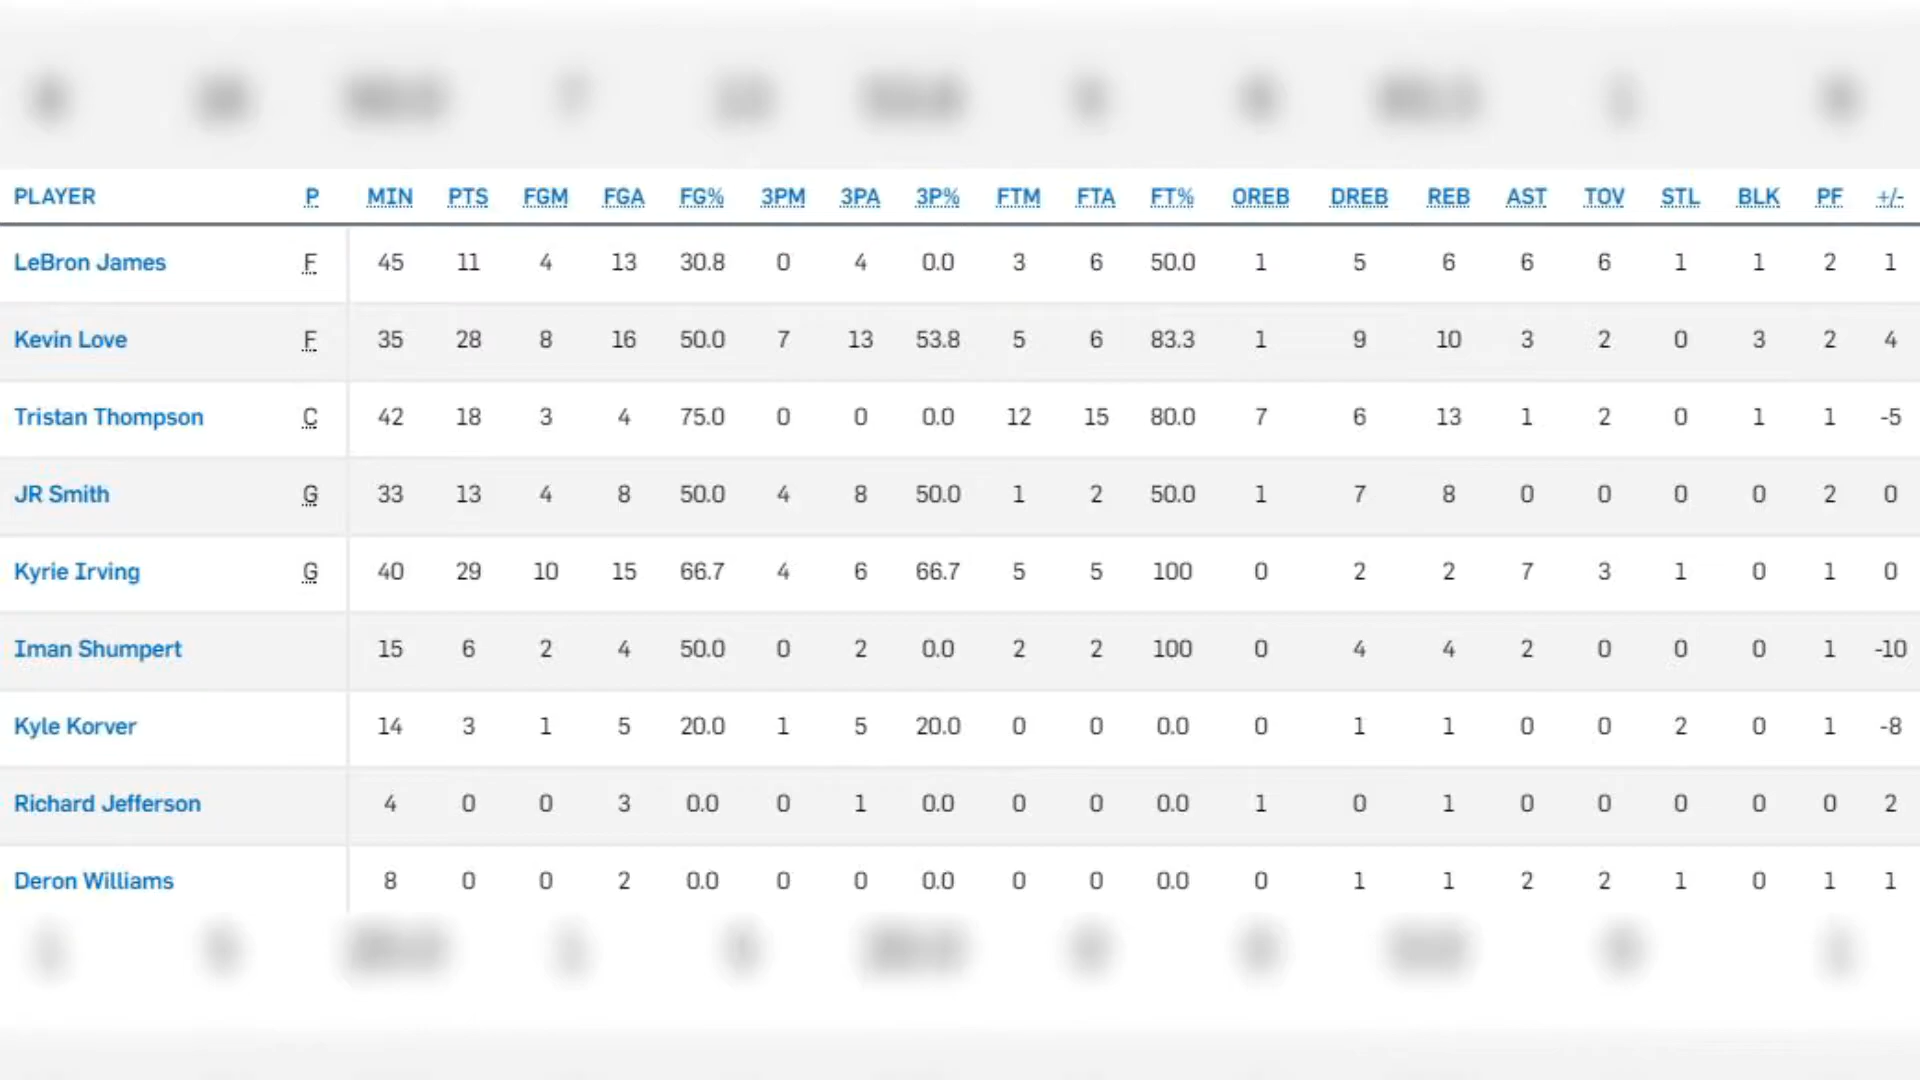 PLAYER P MIN PTS FGM FGA FG% 3PM 3PA 3P% FTM FTA FT% OREB DREB REB AST TOV STL BLK PF +/-
LeBron James F 45 11 4 13 30.8 0 4 0.0 3 6 50.0 1 5 6 6 6 1 1 2 1
Kevin Love F 35 28 8 16 50.0 7 13 53.8 5 6 83.3 1 9 10 3 2 0 3 2 4
Tristan Thompson C 42 18 3 4 75.0 0 0 0.0 12 15 80.0 7 6 13 1 2 0 1 1 -5
JR Smith G 33 13 4 8 50.0 4 8 50.0 1 2 50.0 1 7 8 0 0 0 0 2 0
Kyrie Irving G 40 29 10 15 66.7 4 6 66.7 5 5 100 0 2 2 7 3 1 0 1 0
Iman Shumpert 15 6 2 4 50.0 0 2 0.0 2 2 100 0 4 4 2 0 0 0 1 -10
Kyle Korver 14 3 1 5 20.0 1 5 20.0 0 0 0.0 0 1 1 0 0 2 0 1 -8
Richard Jefferson 4 0 0 3 0.0 0 1 0.0 0 0 0.0 1 0 1 0 0 0 0 0 2
Deron Williams 8 0 0 2 0.0 0 0 0.0 0 0 0.0 0 1 1 2 2 1 0 1 1